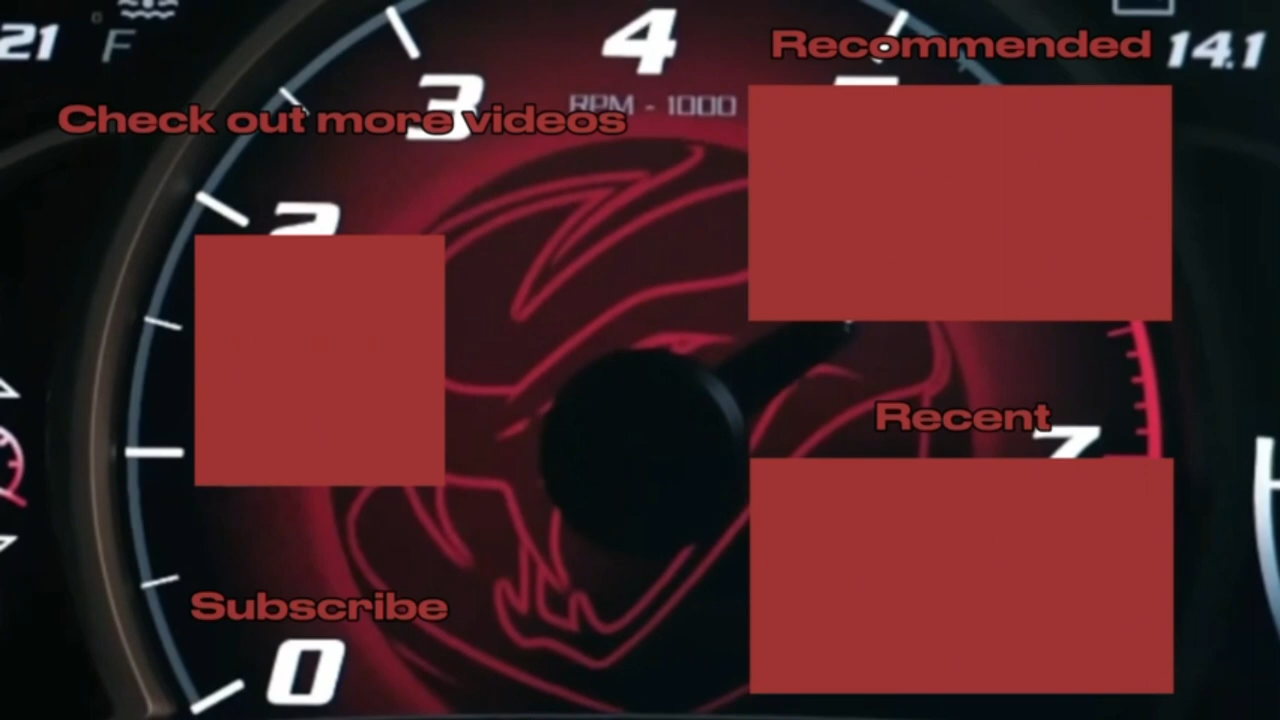 21
F
4
Recommended
14.1
3
RPM - 1000
Check out more videos
2
Recent
7
Subscribe
0